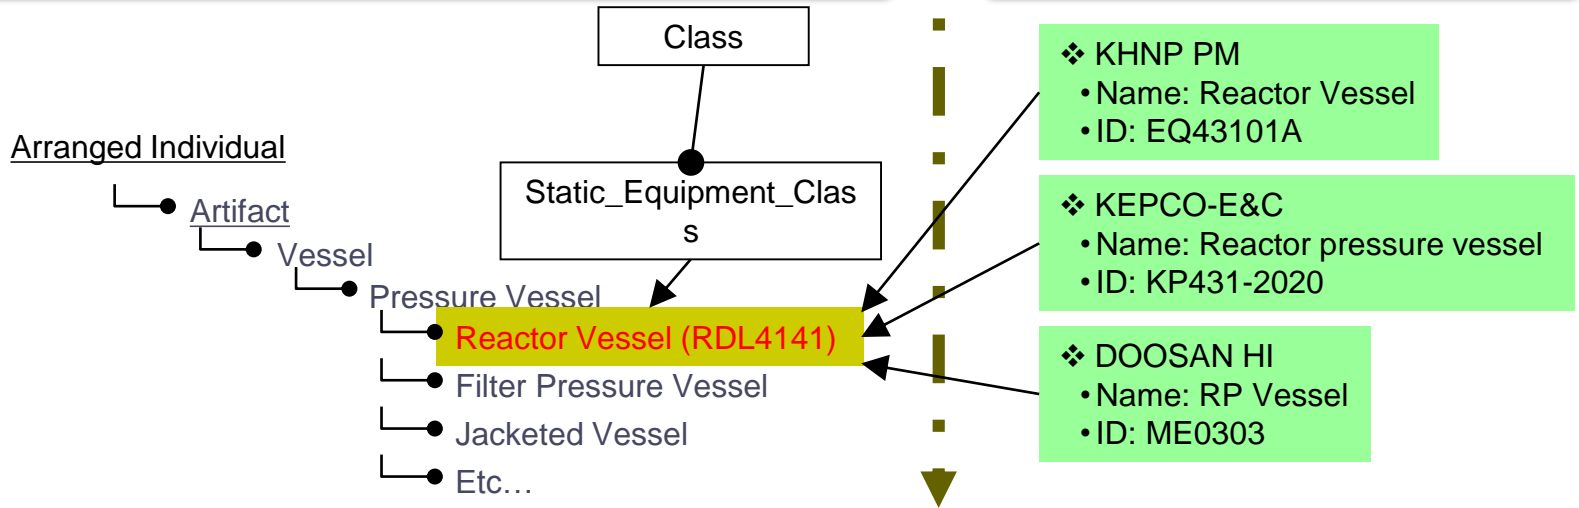 Class
Arranged Individual
Artifact
Vessel
Pressure Vessel
Reactor Vessel (RDL4141)
Filter Pressure Vessel
Jacketed Vessel
Etc…
Static_Equipment_Clas
s
❖ KHNP PM
•Name: Reactor Vessel
•ID: EQ43101A
❖ KEPCO-E&C
•Name: Reactor pressure vessel
•ID: KP431-2020
❖ DOOSAN HI
•Name: RP Vessel
•ID: ME0303